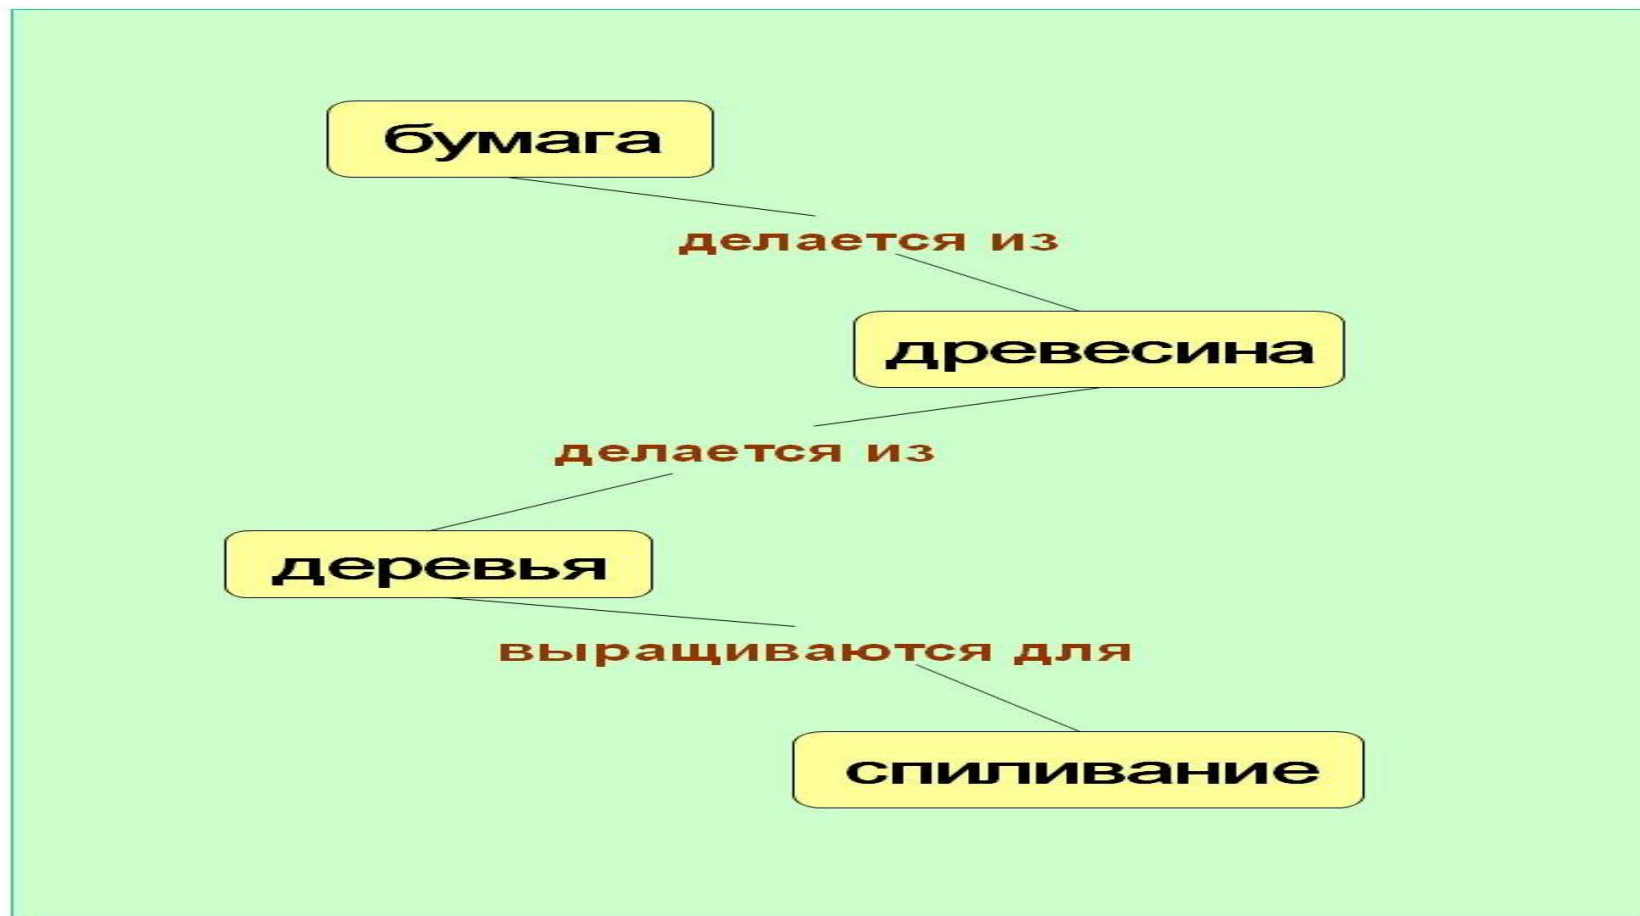 бумага
делается из
древесина
делается из
деревья
выращиваются для
спиливание